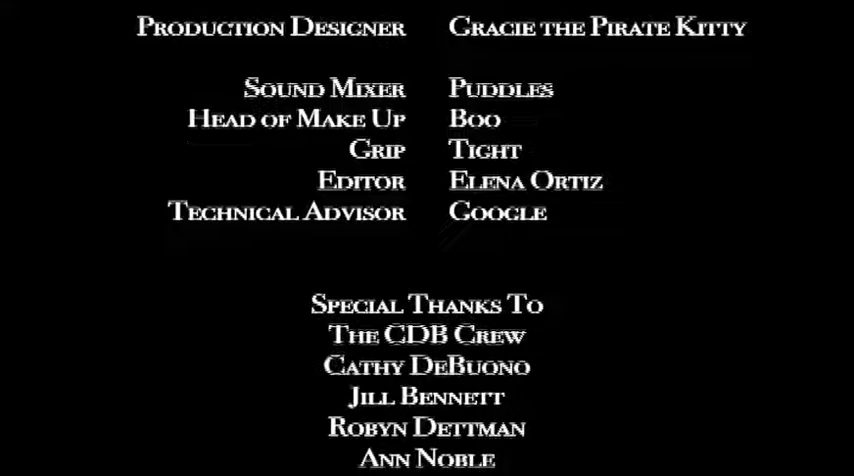 Production Designer Gracie the Pirate Kitty
Sound Mixer Puddles
Head of Make Up Boo
Grip Tight
Editor Elena Ortiz
Technical Advisor Google
Special Thanks To
The CDB Crew
Cathy DeBuono
Jill Bennett
Robyn Dettman
Ann Noble